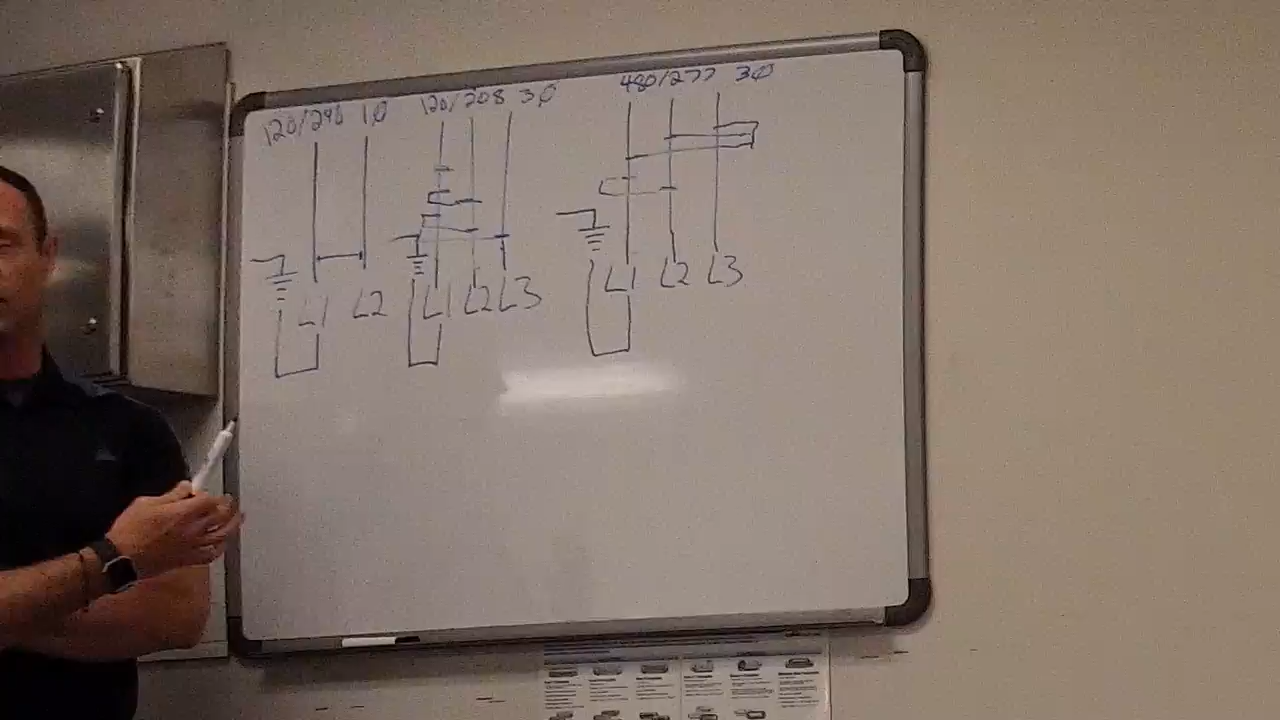 120/240 1Ø
120/208 3Ø
480/277 3Ø
L1 L2
L1 L2 L3
L1 L2 L3